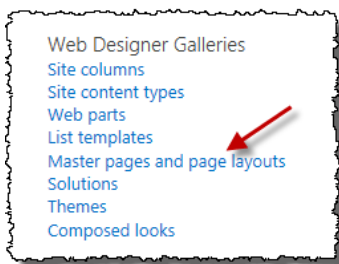 Web Designer Galleries
Site columns
Site content types
Web parts
List templates
Master pages and page layouts
Solutions
Themes
Composed looks